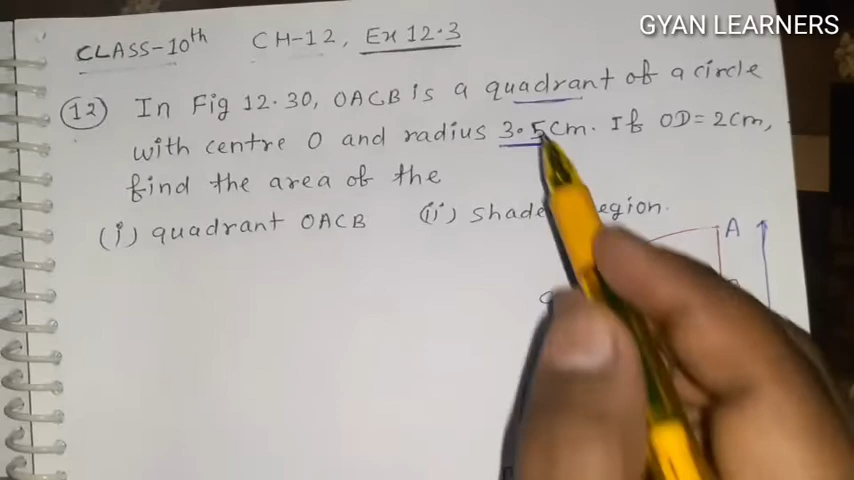 GYAN LEARNERS
CLASS-10th CH-12, Ex 12.3
12 In Fig 12.30, OACB is a quadrant of a circle
with centre O and radius 3.5cm. If OD = 2cm,
find the area of the
(i) quadrant OACB (ii) shade egion.
A